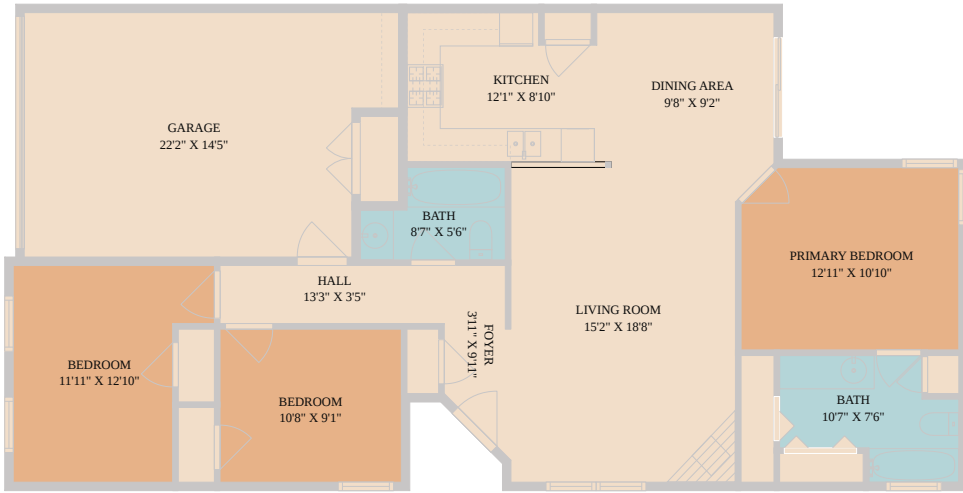 KITCHEN
12'1" X 8'10"
DINING AREA
9'8" X 9'2"
GARAGE
22'2" X 14'5"
BATH
8'7" X 5'6"
PRIMARY BEDROOM
12'11" X 10'10"
HALL
13'3" X 3'5"
LIVING ROOM
15'2" X 18'8"
FOYER
3'11" X 9'11"
BEDROOM
11'11" X 12'10"
BEDROOM
10'8" X 9'1"
BATH
10'7" X 7'6"